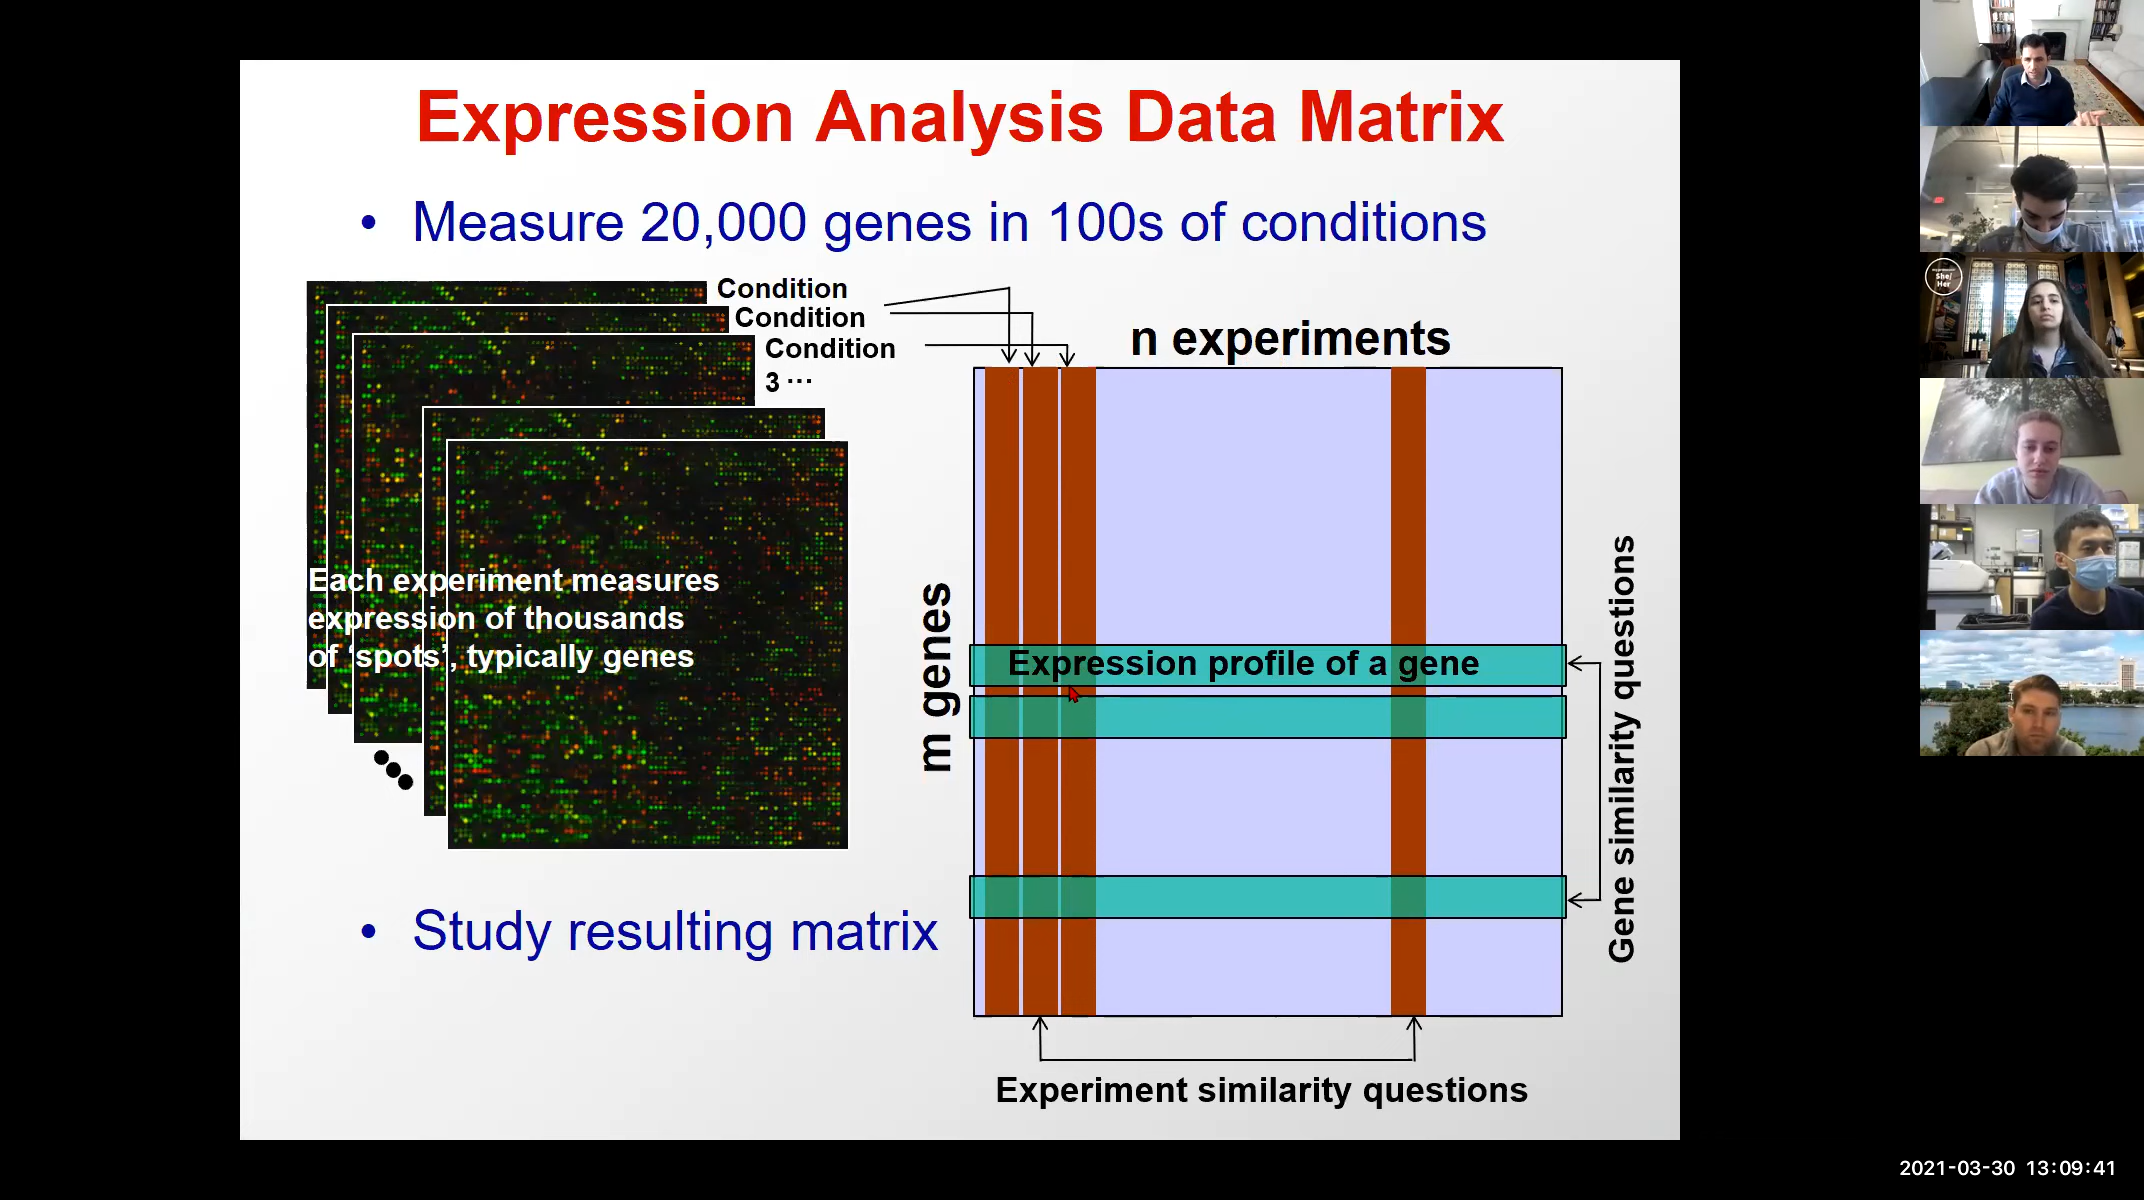 Expression Analysis Data Matrix
• Measure 20,000 genes in 100s of conditions
Condition
Condition
Condition
3 ...
n experiments
Each experiment measures
expression of thousands
of ‘spots’, typically genes
m genes
Expression profile of a gene
Gene similarity questions
• Study resulting matrix
Experiment similarity questions
She/
Her
2021-03-30 13:09:41